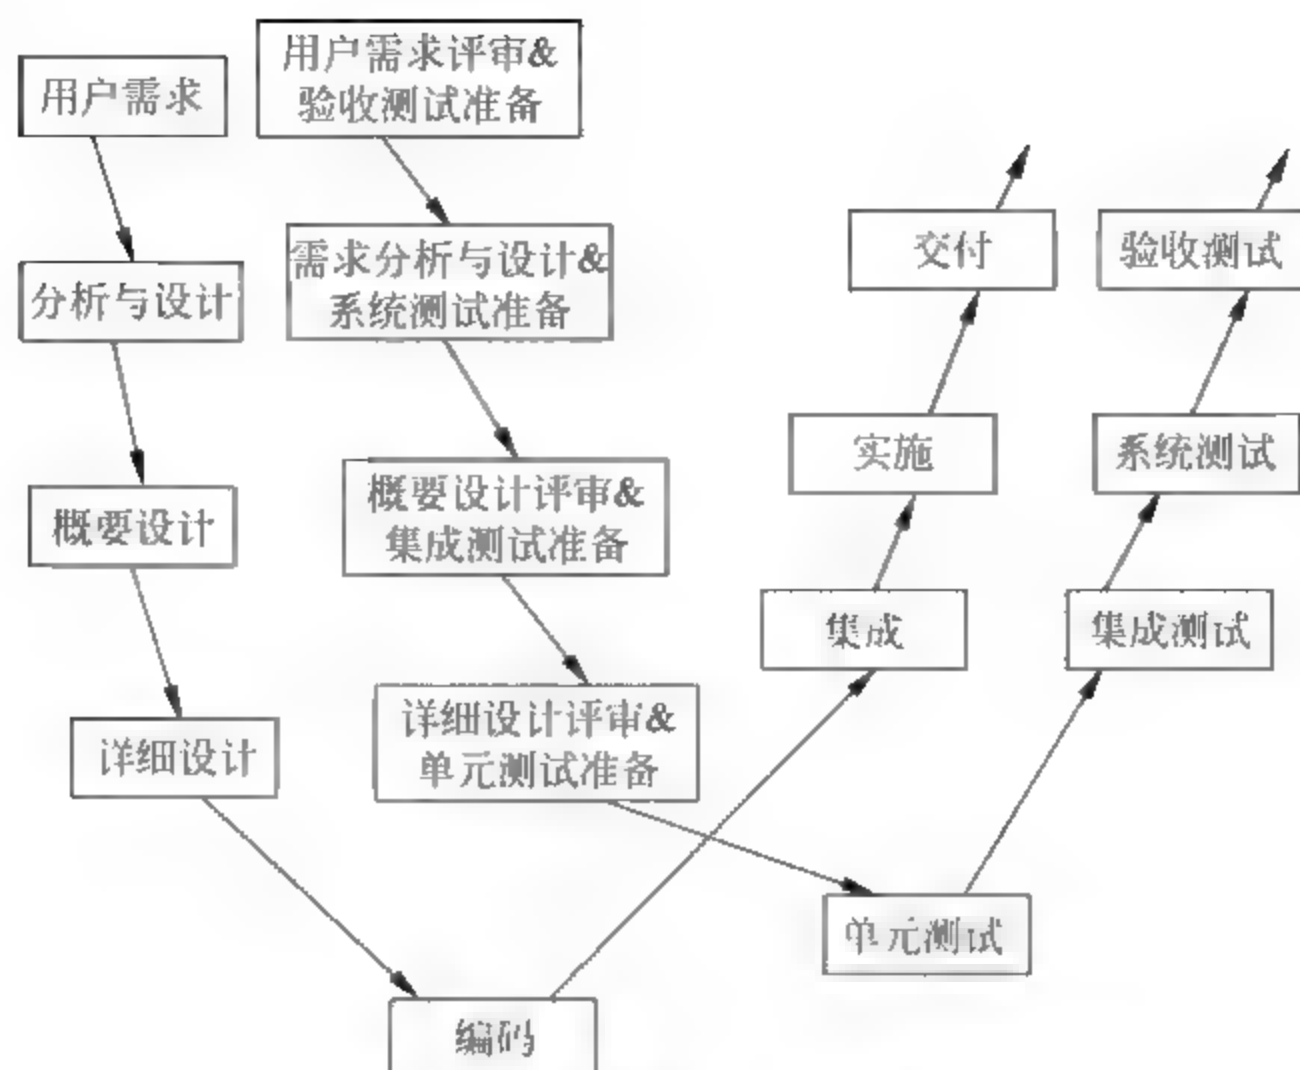 用户需求
用户需求评审&
验收测试准备
交付
验收测试
分析与设计
需求分析与设计&
系统测试准备
实施
系统测试
概要设计
概要设计评审&
集成测试准备
集成
集成测试
详细设计
详细设计评审&
单元测试准备
单元测试
编码